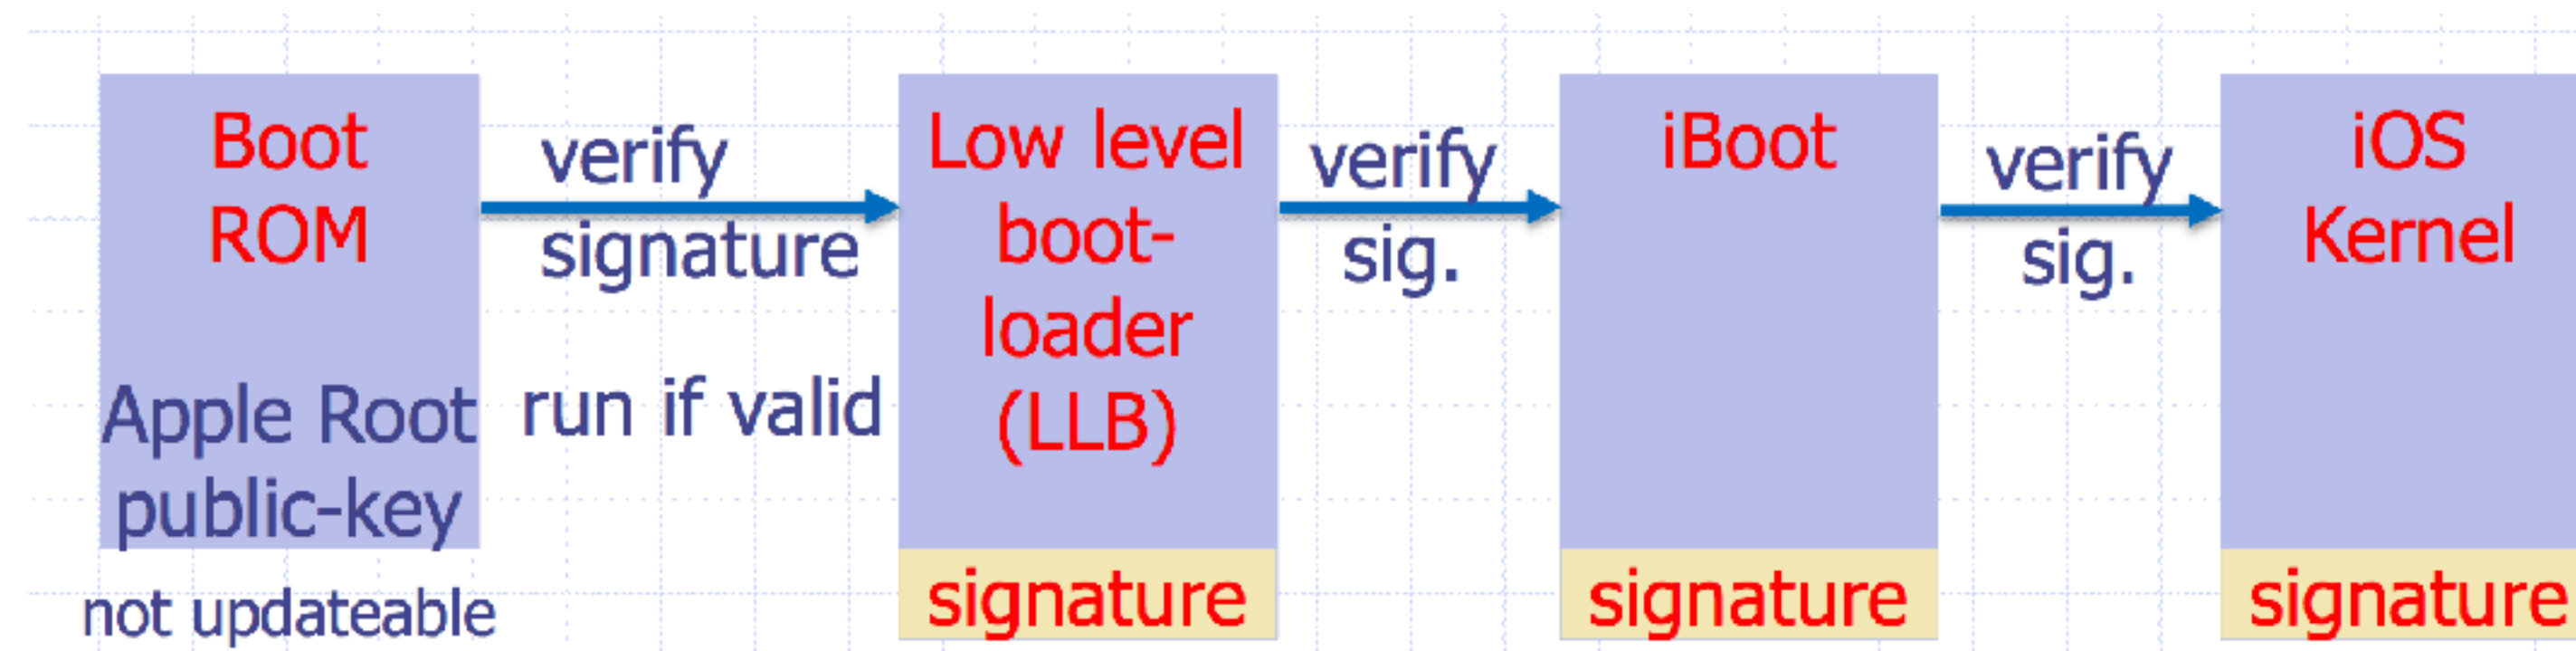 Boot
ROM
Apple Root
public-key
not updateable
verify
signature
run if valid
Low level
boot-
loader
(LLB)
signature
verify
sig.
iBoot
signature
verify
sig.
iOS
Kernel
signature